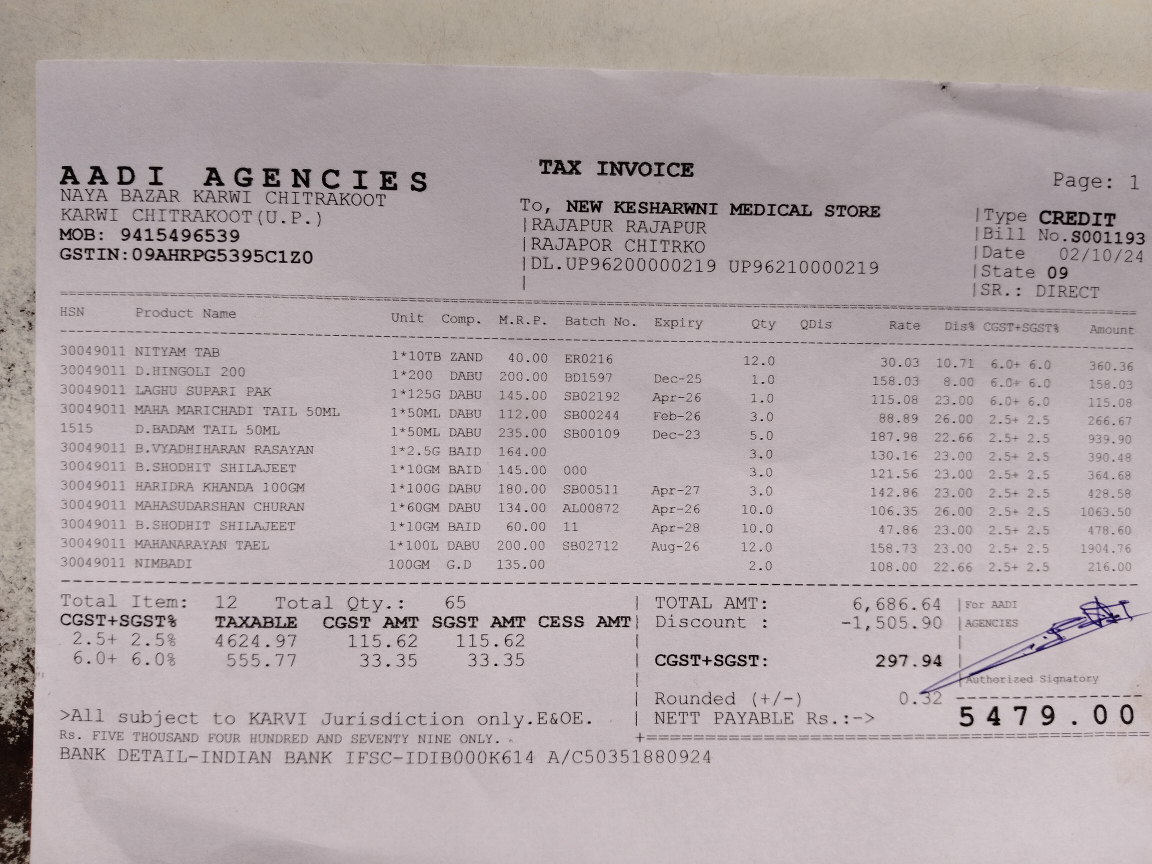 AADI AGENCIES
NAYA BAZAR KARWI CHITRAKOOT
KARWI CHITRAKOOT(U.P.)
MOB: 9415496539
GSTIN:09AHRPG5395C1Z0
TAX INVOICE
To, NEW KESHARWNI MEDICAL STORE
RAJAPUR RAJAPUR
RAJAPOR CHITRKO
DL.UP96200000219 UP96210000219
Page: 1
Type CREDIT
Bill No.S001193
Date 02/10/24
State 09
SR.: DIRECT
HSN Product Name Unit Comp. M.R.P. Batch No. Expiry Qty QDis Rate Dis% CGST+SGST% Amount
30049011 NITYAM TAB 1*10TB ZAND 40.00 ER0216 12.0 30.03 10.71 6.0+ 6.0 360.36
30049011 D.HINGOLI 200 1*200 DABU 200.00 BD1597 Dec-25 1.0 158.03 8.00 6.0+ 6.0 158.03
30049011 LAGHU SUPARI PAK 1*125G DABU 145.00 SB02192 Apr-26 1.0 115.08 23.00 6.0+ 6.0 115.08
30049011 MAHA MARICHADI TAIL 50ML 1*50ML DABU 112.00 SB00244 Feb-26 3.0 88.89 26.00 2.5+ 2.5 266.67
1515 D.BADAM TAIL 50ML 1*50ML DABU 235.00 SB00109 Dec-23 5.0 187.98 22.66 2.5+ 2.5 939.90
30049011 B.VYADHIHARAN RASAYAN 1*2.5G BAID 164.00 3.0 130.16 23.00 2.5+ 2.5 390.48
30049011 B.SHODHIT SHILAJEET 1*10GM BAID 145.00 000 3.0 121.56 23.00 2.5+ 2.5 364.68
30049011 HARIDRA KHANDA 100GM 1*100G DABU 180.00 SB00511 Apr-27 3.0 142.86 23.00 2.5+ 2.5 428.58
30049011 MAHASUDARSHAN CHURAN 1*60GM DABU 134.00 AL00872 Apr-26 10.0 106.35 26.00 2.5+ 2.5 1063.50
30049011 B.SHODHIT SHILAJEET 1*10GM BAID 60.00 11 Apr-28 10.0 47.86 23.00 2.5+ 2.5 478.60
30049011 MAHANARAYAN TAEL 1*100L DABU 200.00 SB02712 Aug-26 12.0 158.73 23.00 2.5+ 2.5 1904.76
30049011 NIMBADI 100GM G.D 135.00 2.0 108.00 22.66 2.5+ 2.5 216.00
Total Item: 12 Total Qty.: 65
CGST+SGST% TAXABLE CGST AMT SGST AMT CESS AMT
2.5+ 2.5% 4624.97 115.62 115.62
6.0+ 6.0% 555.77 33.35 33.35
TOTAL AMT: 6,686.64
Discount : -1,505.90
CGST+SGST: 297.94
Rounded (+/-) 0.32
NETT PAYABLE Rs.:-> 5479.00
For AADI
AGENCIES
Authorized Signatory
>All subject to KARVI Jurisdiction only.E&OE.
Rs. FIVE THOUSAND FOUR HUNDRED AND SEVENTY NINE ONLY.
BANK DETAIL-INDIAN BANK IFSC-IDIB000K614 A/C50351880924